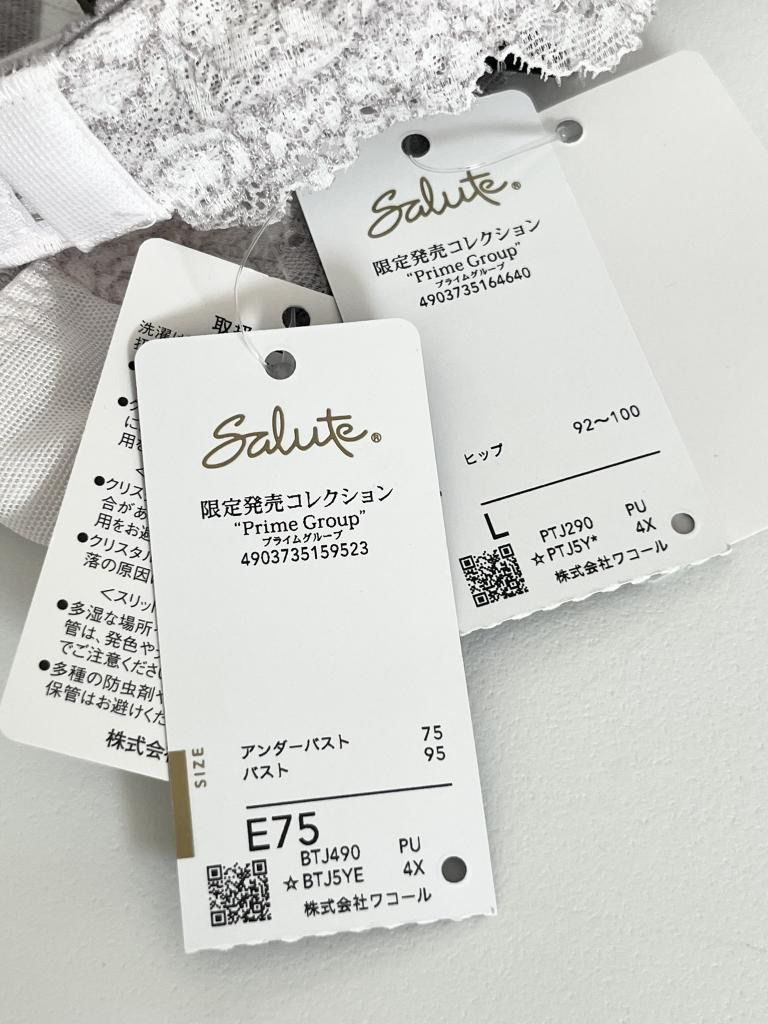 Salute®
限定発売コレクション
“Prime Group”
プライムグループ
4903735164640
ヒップ 92〜100
L
PTJ290 PU
☆PTJ5Y* 4X
株式会社ワコール
Salute®
限定発売コレクション
“Prime Group”
プライムグループ
4903735159523
SIZE
アンダーバスト 75
バスト 95
E75
BTJ490 PU
☆BTJ5YE 4X
株式会社ワコール
取扱
洗濯
●クリス
合があ
用をお避
●クリスタル
落の原因
＜スリット
●多湿な場所
管は、発色や
でご注意くださ
●多種の防虫剤や
保管はお避けくだ
株式会